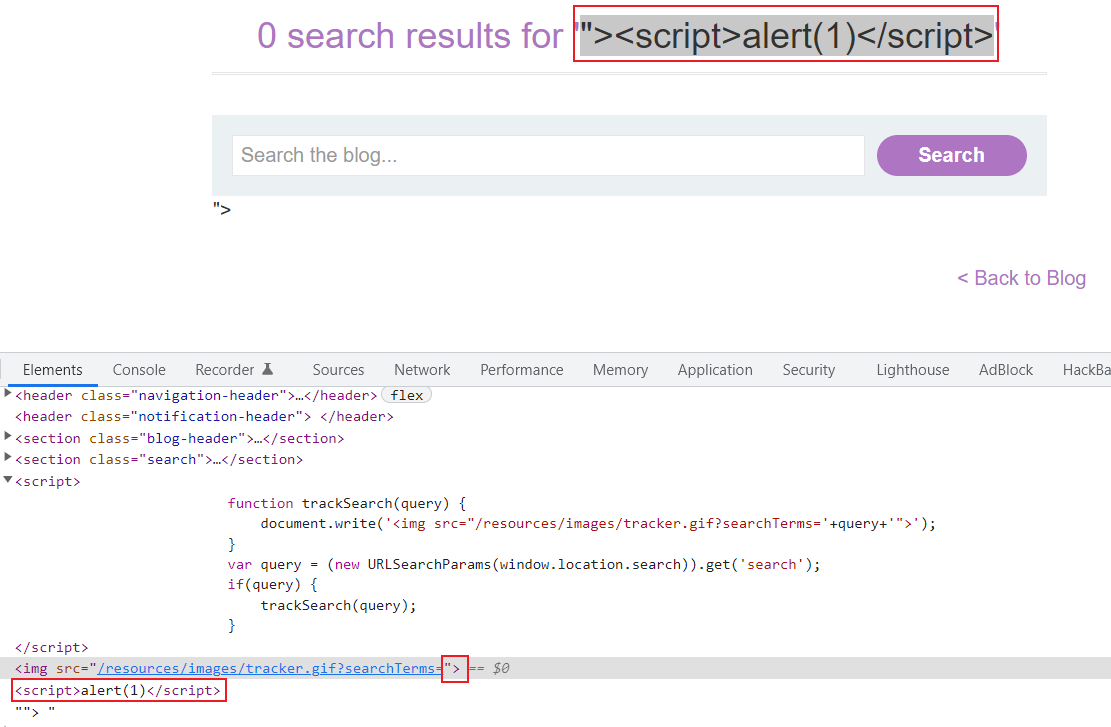 0 search results for '"><script>alert(1)</script>'
Search the blog...
Search
">
< Back to Blog
Elements Console Recorder Sources Network Performance Memory Application Security Lighthouse AdBlock HackBa
<header class="navigation-header">…</header> flex
<header class="notification-header"> </header>
<section class="blog-header">…</section>
<section class="search">…</section>
<script>
function trackSearch(query) {
document.write('<img src="/resources/images/tracker.gif?searchTerms='+query+'">');
}
var query = (new URLSearchParams(window.location.search)).get('search');
if(query) {
trackSearch(query);
}
</script>
<img src="/resources/images/tracker.gif?searchTerms="> == $0
<script>alert(1)</script>
""> "